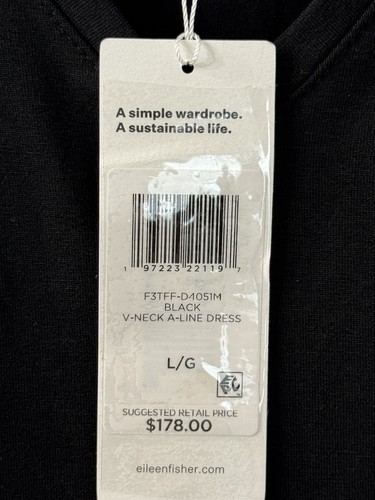 A simple wardrobe.
A sustainable life.
1 97223 22119 7
F3TFF-D4051M
BLACK
V-NECK A-LINE DRESS
L/G
SUGGESTED RETAIL PRICE
$178.00
eileenfisher.com